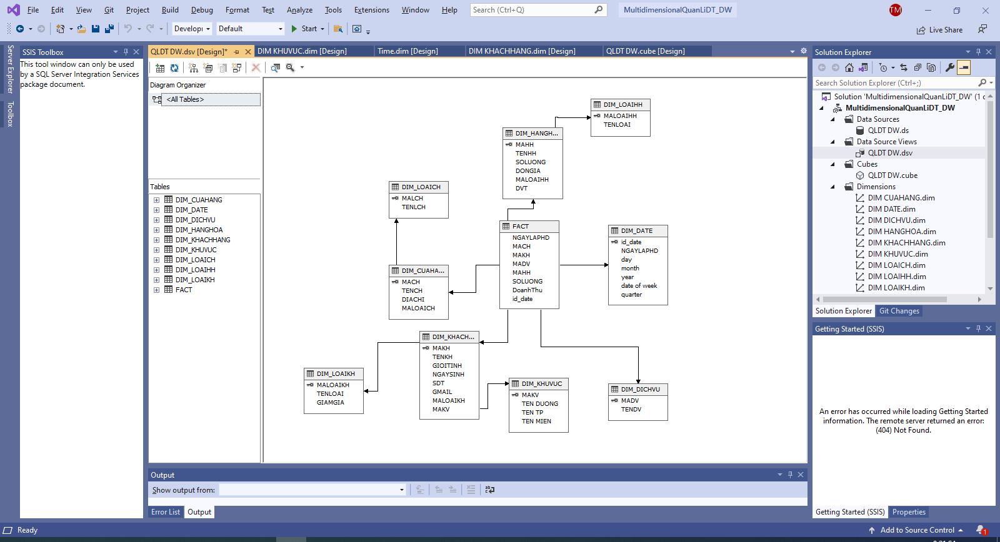 File Edit View Git Project Build Debug Format Test Analyze Tools Extensions Window Help Search (Ctrl+Q) MultidimensionalQuanLiDT_DW TM
Developi Default Start Live Share
Server Explorer
Toolbox
SSIS Toolbox
This tool window can only be used
by a SQL Server Integration Services
package document.
QLDT DW.dsv [Design]* DIM KHUVUC.dim [Design] Time.dim [Design] DIM KHACHHANG.dim [Design] QLDT DW.cube [Design]
Diagram Organizer
<All Tables>
Tables
DIM_CUAHANG
DIM_DATE
DIM_DICHVU
DIM_HANGHOA
DIM_KHACHHANG
DIM_KHUVUC
DIM_LOAICH
DIM_LOAIHH
DIM_LOAIKH
FACT
DIM_LOAIHH
MALOAIHH
TENLOAI
DIM_HANGH...
MAHH
TENHH
SOLUONG
DONGIA
MALOAIHH
DVT
DIM_LOAICH
MALCH
TENLCH
FACT
NGAYLAPHD
MACH
MAKH
MADV
MAHH
SOLUONG
DoanhThu
id_date
DIM_DATE
id_date
NGAYLAPHD
day
month
year
date of week
quarter
DIM_CUAHA...
MACH
TENCH
DIACHI
MALOAICH
DIM_KHACH...
MAKH
TENKH
GIOITINH
NGAYSINH
SDT
GMAIL
MALOAIKH
MAKV
DIM_LOAIKH
MALOAIKH
TENLOAI
GIAMGIA
DIM_KHUVUC
MAKV
TEN DUONG
TEN TP
TEN MIEN
DIM_DICHVU
MADV
TENDV
Output
Show output from:
Error List Output
Solution Explorer
Search Solution Explorer (Ctrl+;)
Solution 'MultidimensionalQuanLiDT_DW' (1 c
MultidimensionalQuanLiDT_DW
Data Sources
QLDT DW.ds
Data Source Views
QLDT DW.dsv
Cubes
QLDT DW.cube
Dimensions
DIM CUAHANG.dim
DIM DATE.dim
DIM DICHVU.dim
DIM HANGHOA.dim
DIM KHACHHANG.dim
DIM KHUVUC.dim
DIM LOAICH.dim
DIM LOAIHH.dim
DIM LOAIKH.dim
Solution Explorer Git Changes
Getting Started (SSIS)
An error has occurred while loading Getting Started
information. The remote server returned an error:
(404) Not Found.
Getting Started (SSIS) Properties
Ready Add to Source Control 1